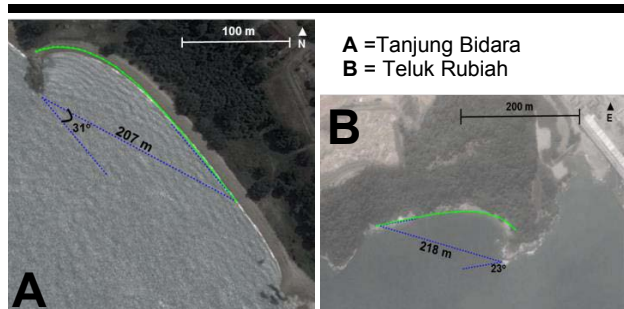 100 m
N
31°
207 m
A
A =Tanjung Bidara
B = Teluk Rubiah
B
200 m
E
218 m
23°